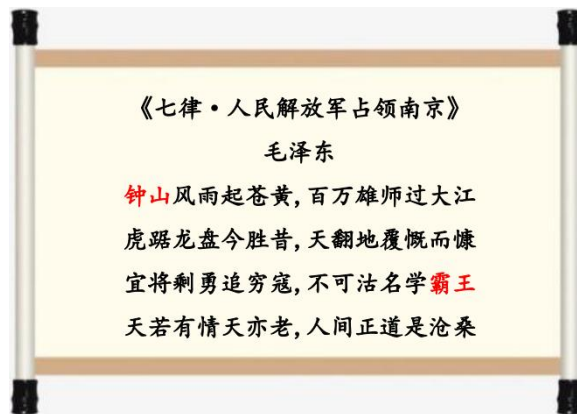 《七律·人民解放军占领南京》
毛泽东
钟山风雨起苍黄,百万雄师过大江
虎踞龙盘今胜昔,天翻地覆慨而慷
宜将剩勇追穷寇,不可沽名学霸王
天若有情天亦老,人间正道是沧桑